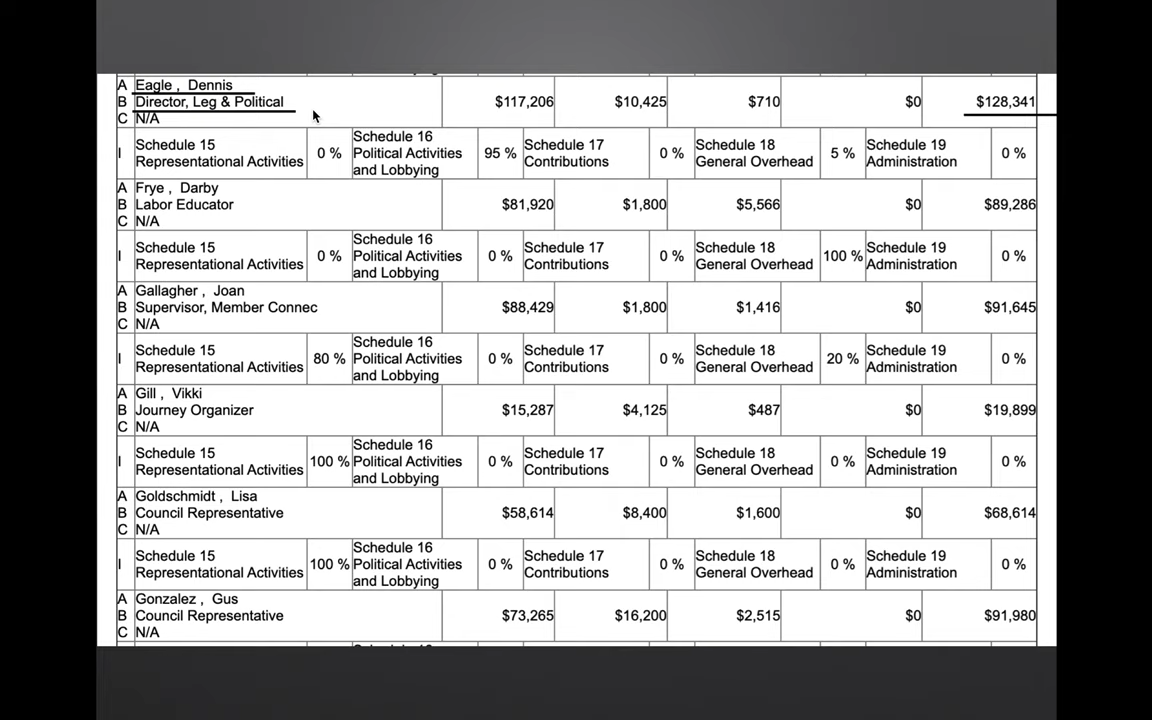 A Eagle , Dennis
B Director, Leg & Political $117,206 $10,425 $710 $0 $128,341
C N/A
I Schedule 15 Representational Activities 0 % Schedule 16 Political Activities and Lobbying 95 % Schedule 17 Contributions 0 % Schedule 18 General Overhead 5 % Schedule 19 Administration 0 %
A Frye , Darby
B Labor Educator $81,920 $1,800 $5,566 $0 $89,286
C N/A
I Schedule 15 Representational Activities 0 % Schedule 16 Political Activities and Lobbying 0 % Schedule 17 Contributions 0 % Schedule 18 General Overhead 100 % Schedule 19 Administration 0 %
A Gallagher , Joan
B Supervisor, Member Connec $88,429 $1,800 $1,416 $0 $91,645
C N/A
I Schedule 15 Representational Activities 80 % Schedule 16 Political Activities and Lobbying 0 % Schedule 17 Contributions 0 % Schedule 18 General Overhead 20 % Schedule 19 Administration 0 %
A Gill , Vikki
B Journey Organizer $15,287 $4,125 $487 $0 $19,899
C N/A
I Schedule 15 Representational Activities 100 % Schedule 16 Political Activities and Lobbying 0 % Schedule 17 Contributions 0 % Schedule 18 General Overhead 0 % Schedule 19 Administration 0 %
A Goldschmidt , Lisa
B Council Representative $58,614 $8,400 $1,600 $0 $68,614
C N/A
I Schedule 15 Representational Activities 100 % Schedule 16 Political Activities and Lobbying 0 % Schedule 17 Contributions 0 % Schedule 18 General Overhead 0 % Schedule 19 Administration 0 %
A Gonzalez , Gus
B Council Representative $73,265 $16,200 $2,515 $0 $91,980
C N/A